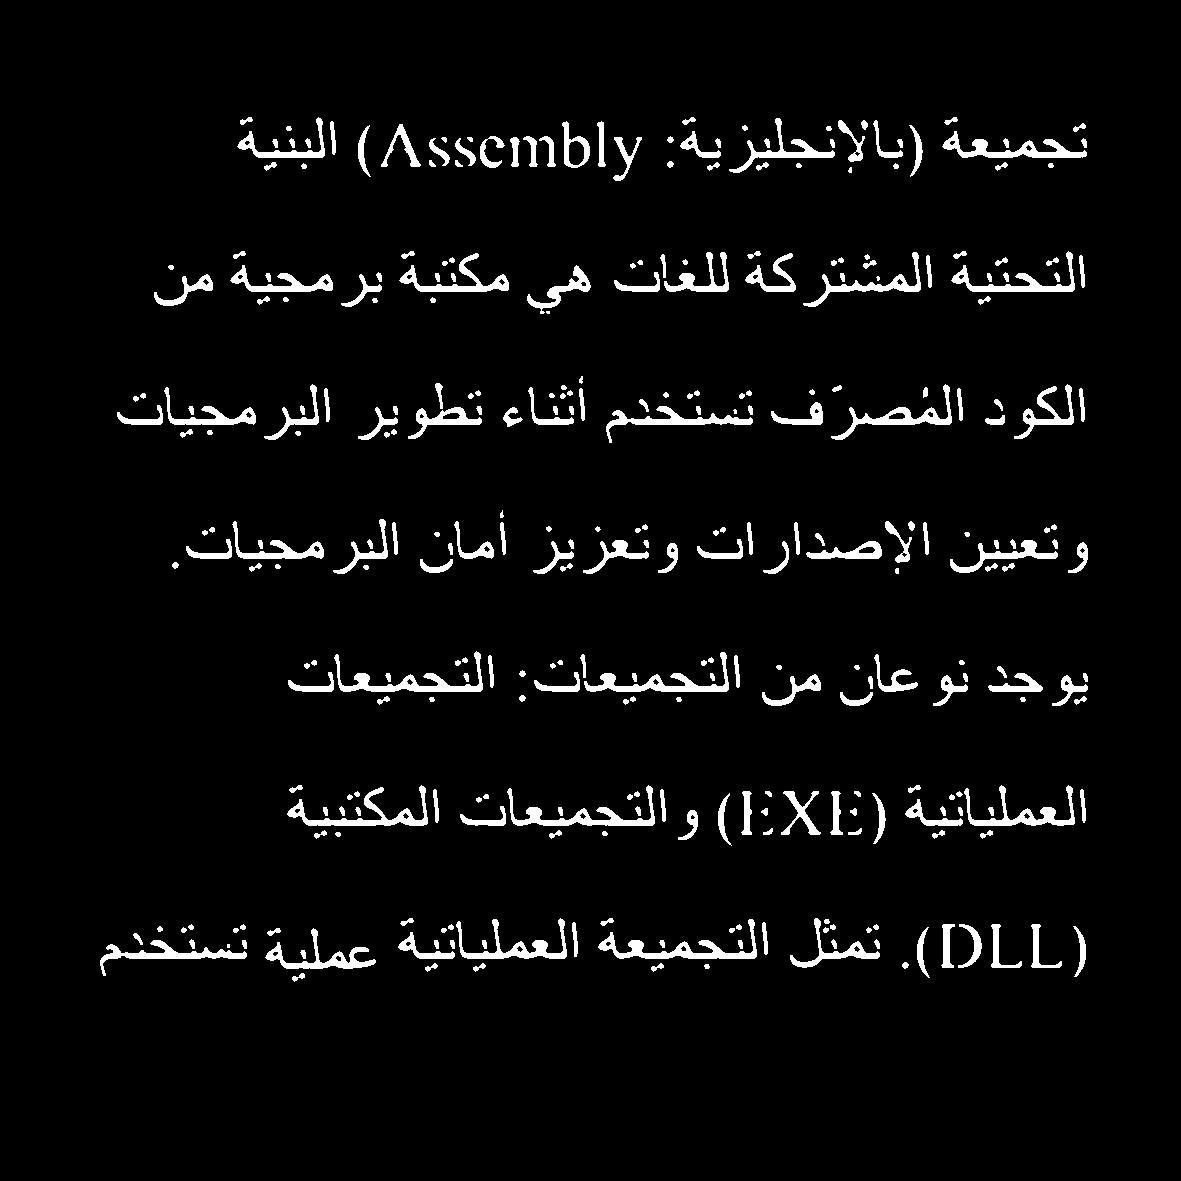 تجميعة (بالإنجليزية: Assembly) البنية
التحتية المشتركة للغات هي مكتبة برمجية من
الكود المُصرّف تستخدم أثناء تطوير البرمجيات
وتعيين الإصدارات وتعزيز أمان البرمجيات.
يوجد نوعان من التجميعات: التجميعات
العملياتية (EXE) والتجميعات المكتبية
(DLL). تمثل التجميعة العملياتية عملية تستخدم